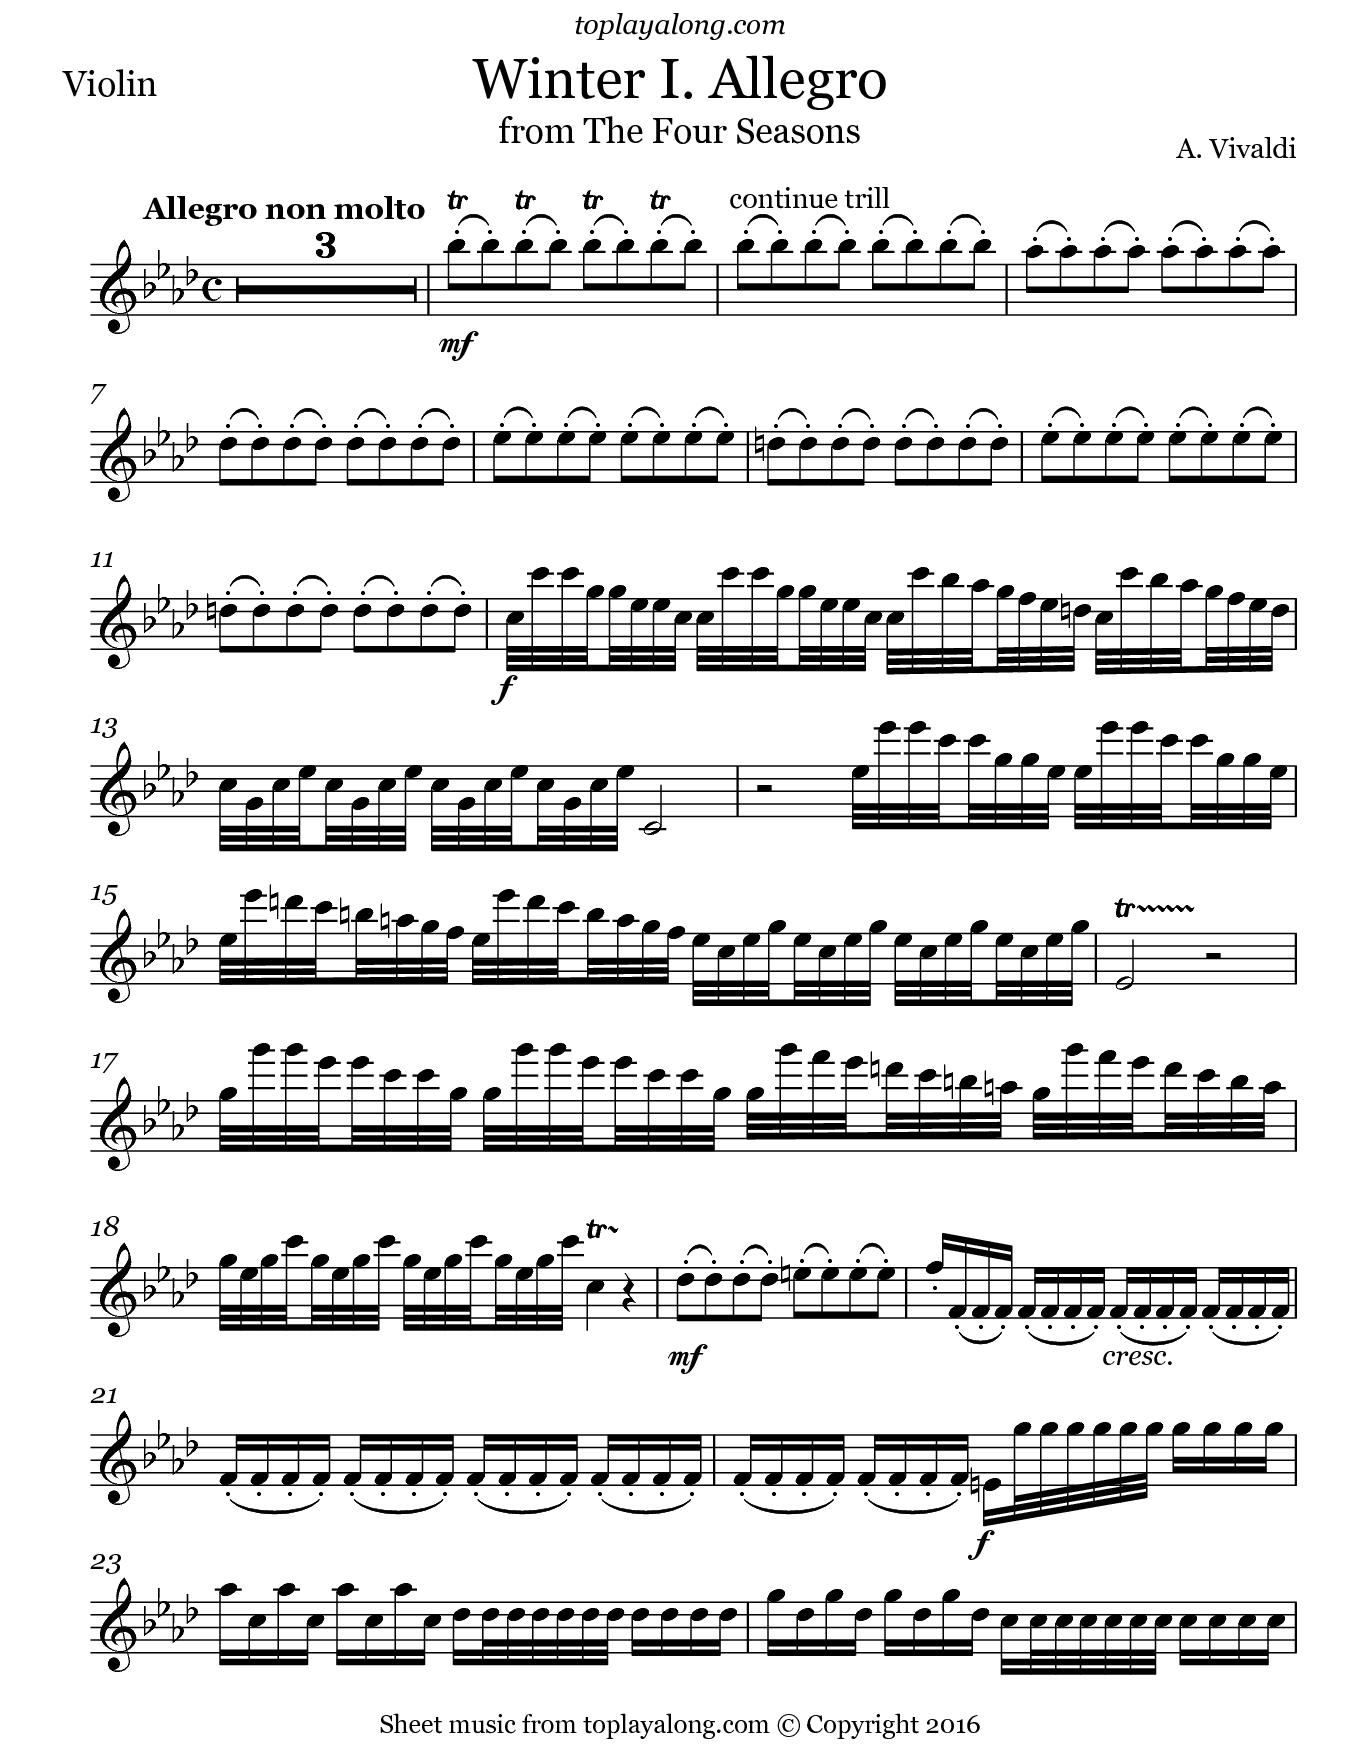 toplayalong.com
Violin
Winter I. Allegro
from The Four Seasons
A. Vivaldi
Allegro non molto
tr tr tr tr continue trill
3
mf
7
11
f
13
15
tr
17
18
tr
mf
cresc.
21
f
23
Sheet music from toplayalong.com © Copyright 2016